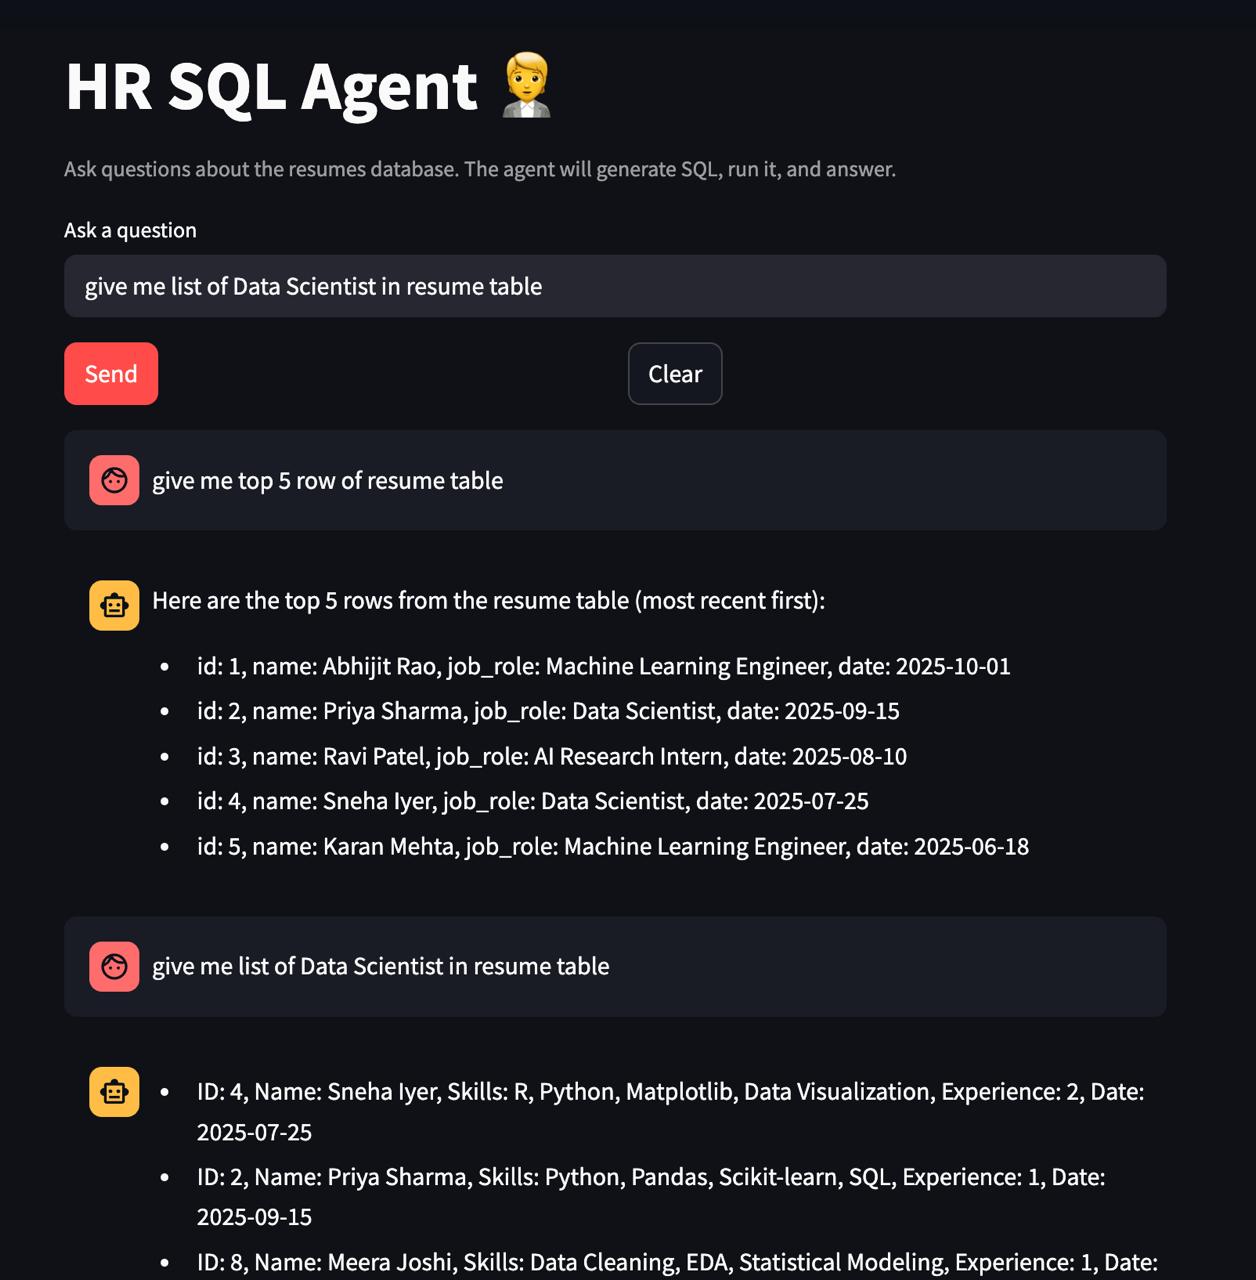 HR SQL Agent
Ask questions about the resumes database. The agent will generate SQL, run it, and answer.
Ask a question
give me list of Data Scientist in resume table
Send
Clear
give me top 5 row of resume table
Here are the top 5 rows from the resume table (most recent first):
id: 1, name: Abhijit Rao, job_role: Machine Learning Engineer, date: 2025-10-01
id: 2, name: Priya Sharma, job_role: Data Scientist, date: 2025-09-15
id: 3, name: Ravi Patel, job_role: AI Research Intern, date: 2025-08-10
id: 4, name: Sneha Iyer, job_role: Data Scientist, date: 2025-07-25
id: 5, name: Karan Mehta, job_role: Machine Learning Engineer, date: 2025-06-18
give me list of Data Scientist in resume table
ID: 4, Name: Sneha Iyer, Skills: R, Python, Matplotlib, Data Visualization, Experience: 2, Date:
2025-07-25
ID: 2, Name: Priya Sharma, Skills: Python, Pandas, Scikit-learn, SQL, Experience: 1, Date:
2025-09-15
ID: 8, Name: Meera Joshi, Skills: Data Cleaning, EDA, Statistical Modeling, Experience: 1, Date: